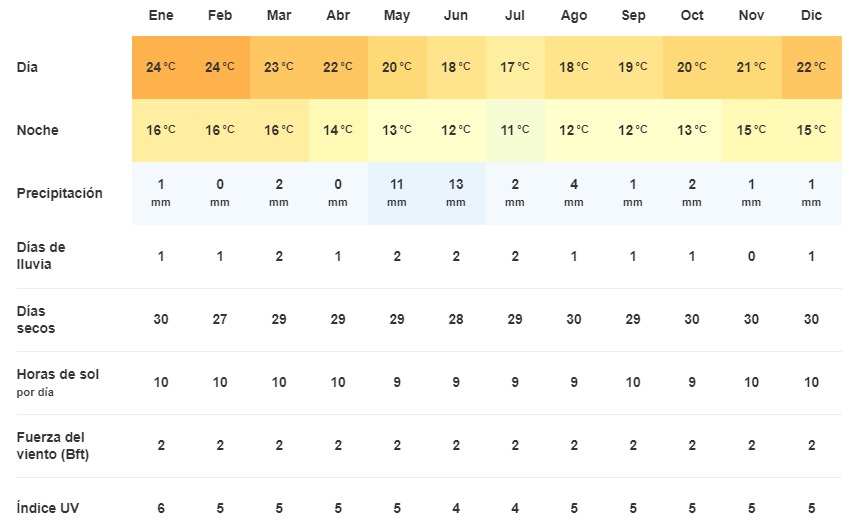 Ene Feb Mar Abr May Jun Jul Ago Sep Oct Nov Dic
Día 24 °C 24 °C 23 °C 22 °C 20 °C 18 °C 17 °C 18 °C 19 °C 20 °C 21 °C 22 °C
Noche 16 °C 16 °C 16 °C 14 °C 13 °C 12 °C 11 °C 12 °C 12 °C 13 °C 15 °C 15 °C
Precipitación 1 mm 0 mm 2 mm 0 mm 11 mm 13 mm 2 mm 4 mm 1 mm 2 mm 1 mm 1 mm
Días de
lluvia 1 1 2 1 2 2 2 1 1 1 0 1
Días
secos 30 27 29 29 29 28 29 30 29 30 30 30
Horas de sol
por día 10 10 10 10 9 9 9 9 10 9 10 10
Fuerza del
viento (Bft) 2 2 2 2 2 2 2 2 2 2 2 2
Índice UV 6 5 5 5 5 4 4 5 5 5 5 5